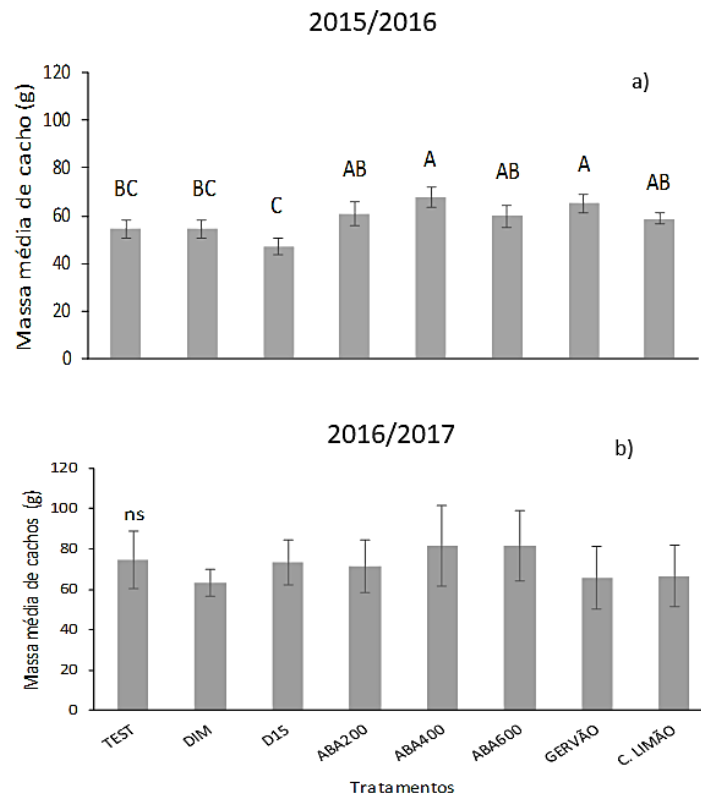 2015/2016
a)
Massa média de cacho (g)
120
100
80
60
40
20
0
BC
BC
C
AB
A
AB
A
AB
2016/2017
b)
Massa média de cachos (g)
120
100
80
60
40
20
0
ns
TEST
DIM
D15
ABA200
ABA400
ABA600
GERVÃO
C. LIMÃO
Tratamentos